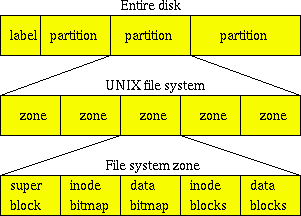 Entire disk
label partition partition partition
UNIX file system
zone zone zone zone zone
File system zone
super inode data inode data
block bitmap bitmap blocks blocks